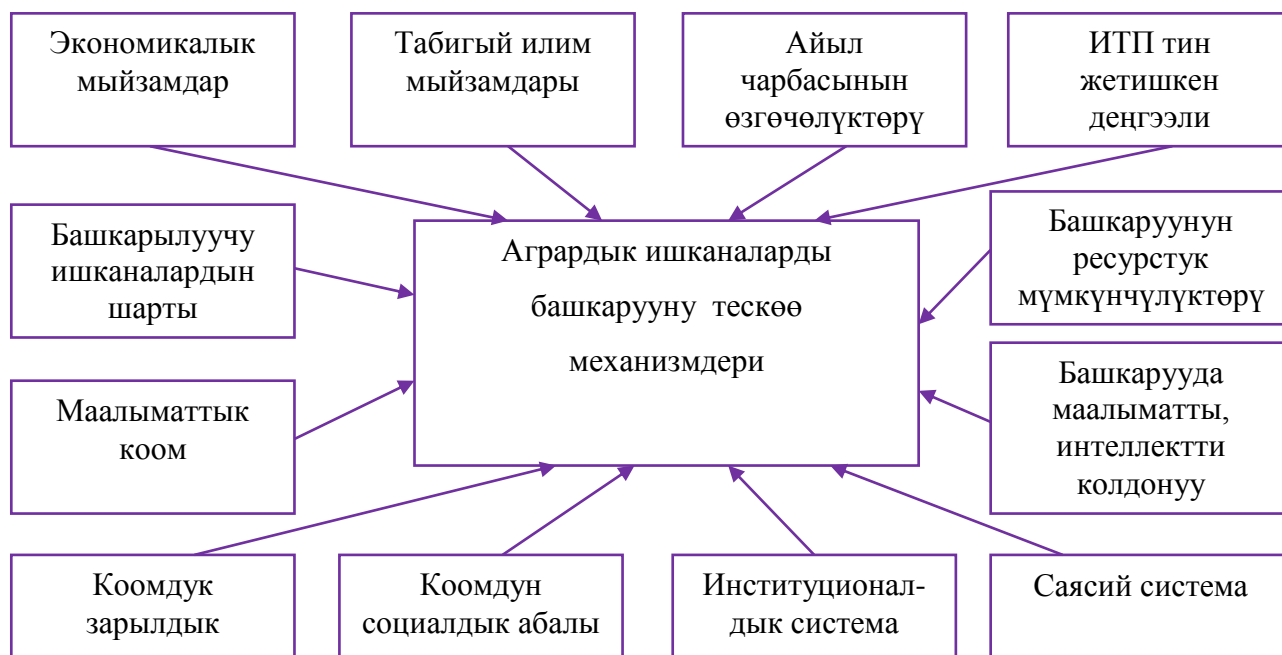 Экономикалык
мыйзамдар
Табигый илим
мыйзамдары
Айыл
чарбасынын
өзгөчөлүктөрү
ИТП тин
жетишкен
деңгээли
Башкарылуучу
ишканалардын
шарты
Агрардык ишканаларды
башкарууну тескөө
механизмдери
Башкаруунун
ресурстук
мүмкүнчүлүктөрү
Маалыматтык
коом
Башкарууда
маалыматты,
интеллектти
колдонуу
Коомдук
зарылдык
Коомдун
социалдык абалы
Институционал-
дык система
Саясий система